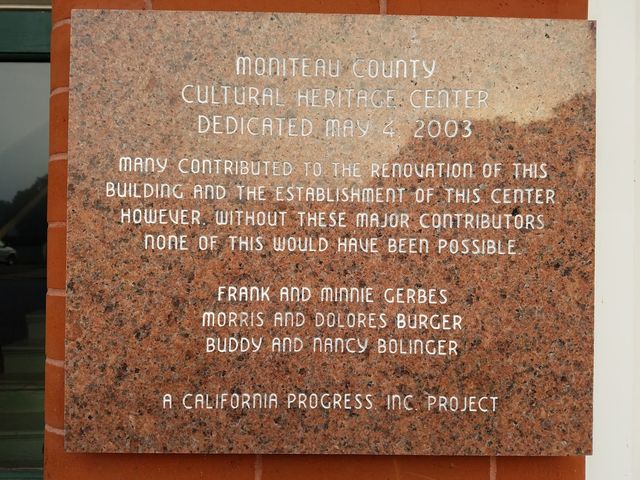 MONITEAU COUNTY
CULTURAL HERITAGE CENTER
DEDICATED MAY 4, 2003
MANY CONTRIBUTED TO THE RENOVATION OF THIS
BUILDING AND THE ESTABLISHMENT OF THIS CENTER.
HOWEVER, WITHOUT THESE MAJOR CONTRIBUTORS
NONE OF THIS WOULD HAVE BEEN POSSIBLE.
FRANK AND MINNIE GERBES
MORRIS AND DOLORES BURGER
BUDDY AND NANCY BOLINGER
A CALIFORNIA PROGRESS, INC. PROJECT